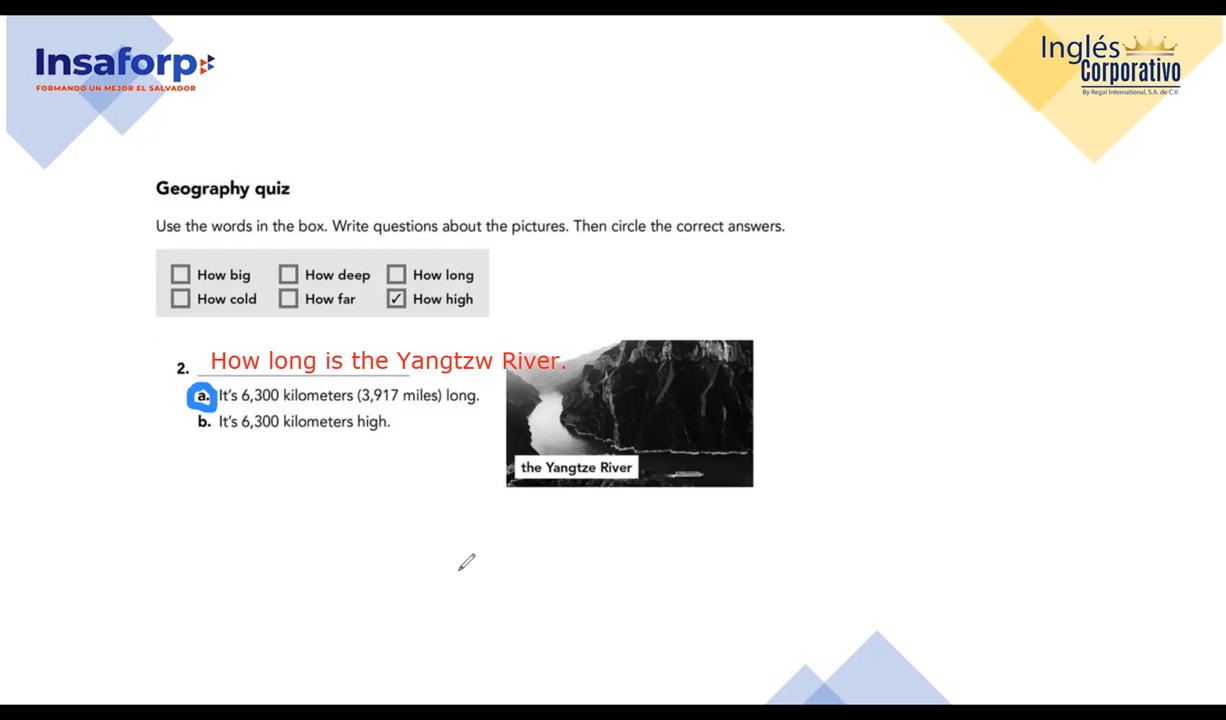 Insaforp
FORMANDO UN MEJOR EL SALVADOR
Inglés
Corporativo
By Regal International, S.A. de C.V.
Geography quiz
Use the words in the box. Write questions about the pictures. Then circle the correct answers.
How big How deep How long
How cold How far ✓ How high
2. How long is the Yangtzw River.
a. It's 6,300 kilometers (3,917 miles) long.
b. It's 6,300 kilometers high.
the Yangtze River